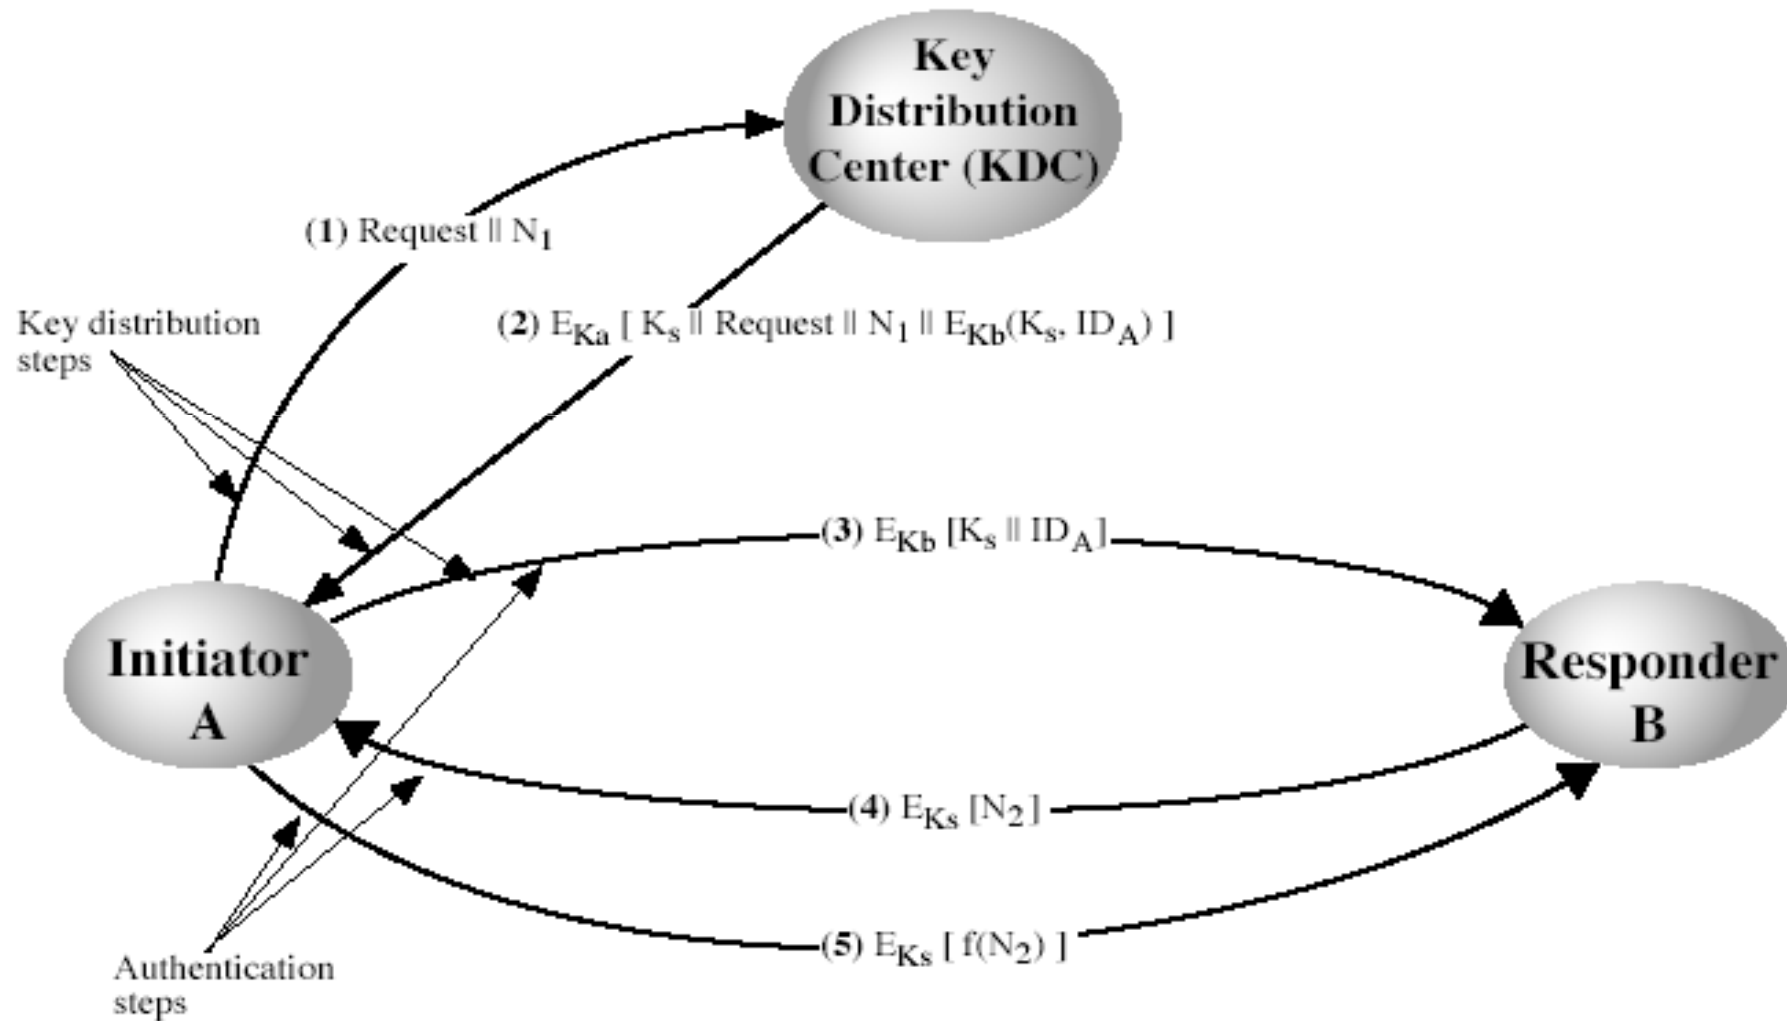 Key
Distribution
Center (KDC)
(1) Request || N1
Key distribution
steps
(2) EKa [ Ks || Request || N1 || EKb(Ks, IDA) ]
(3) EKb [Ks || IDA]
Initiator
A
Responder
B
(4) EKs [N2]
(5) EKs [ f(N2) ]
Authentication
steps